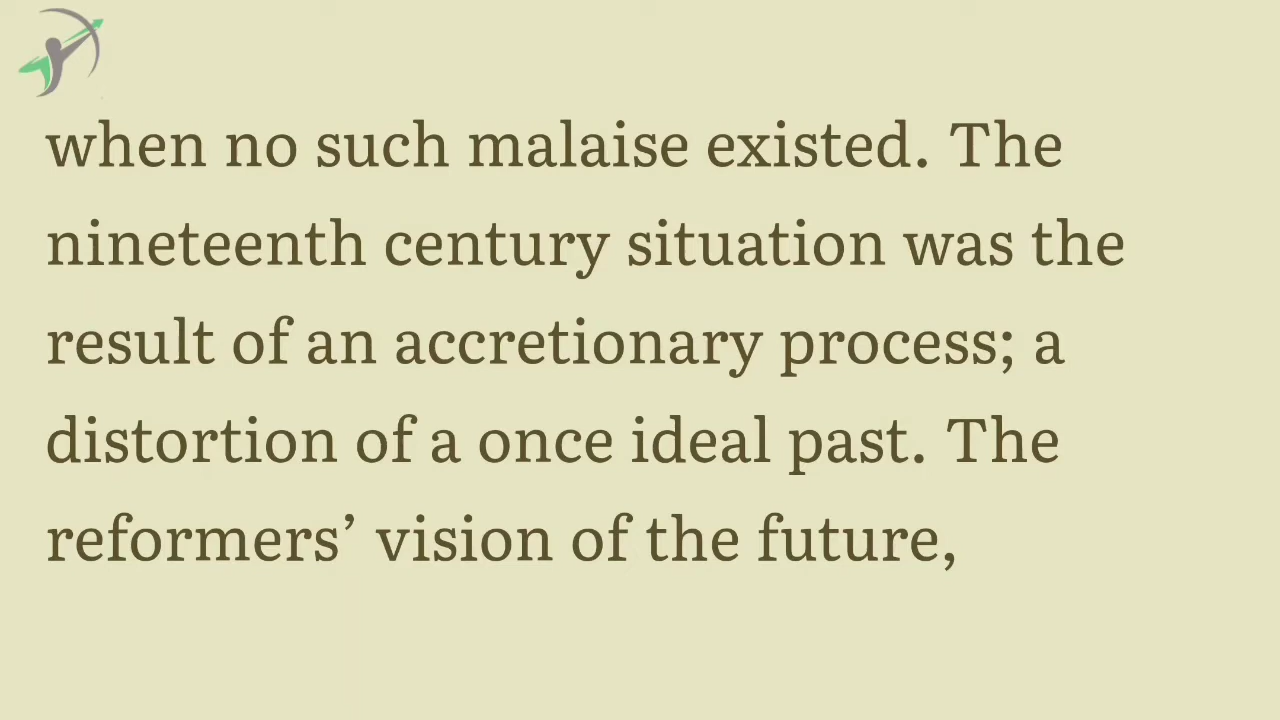 when no such malaise existed. The
nineteenth century situation was the
result of an accretionary process; a
distortion of a once ideal past. The
reformers’ vision of the future,